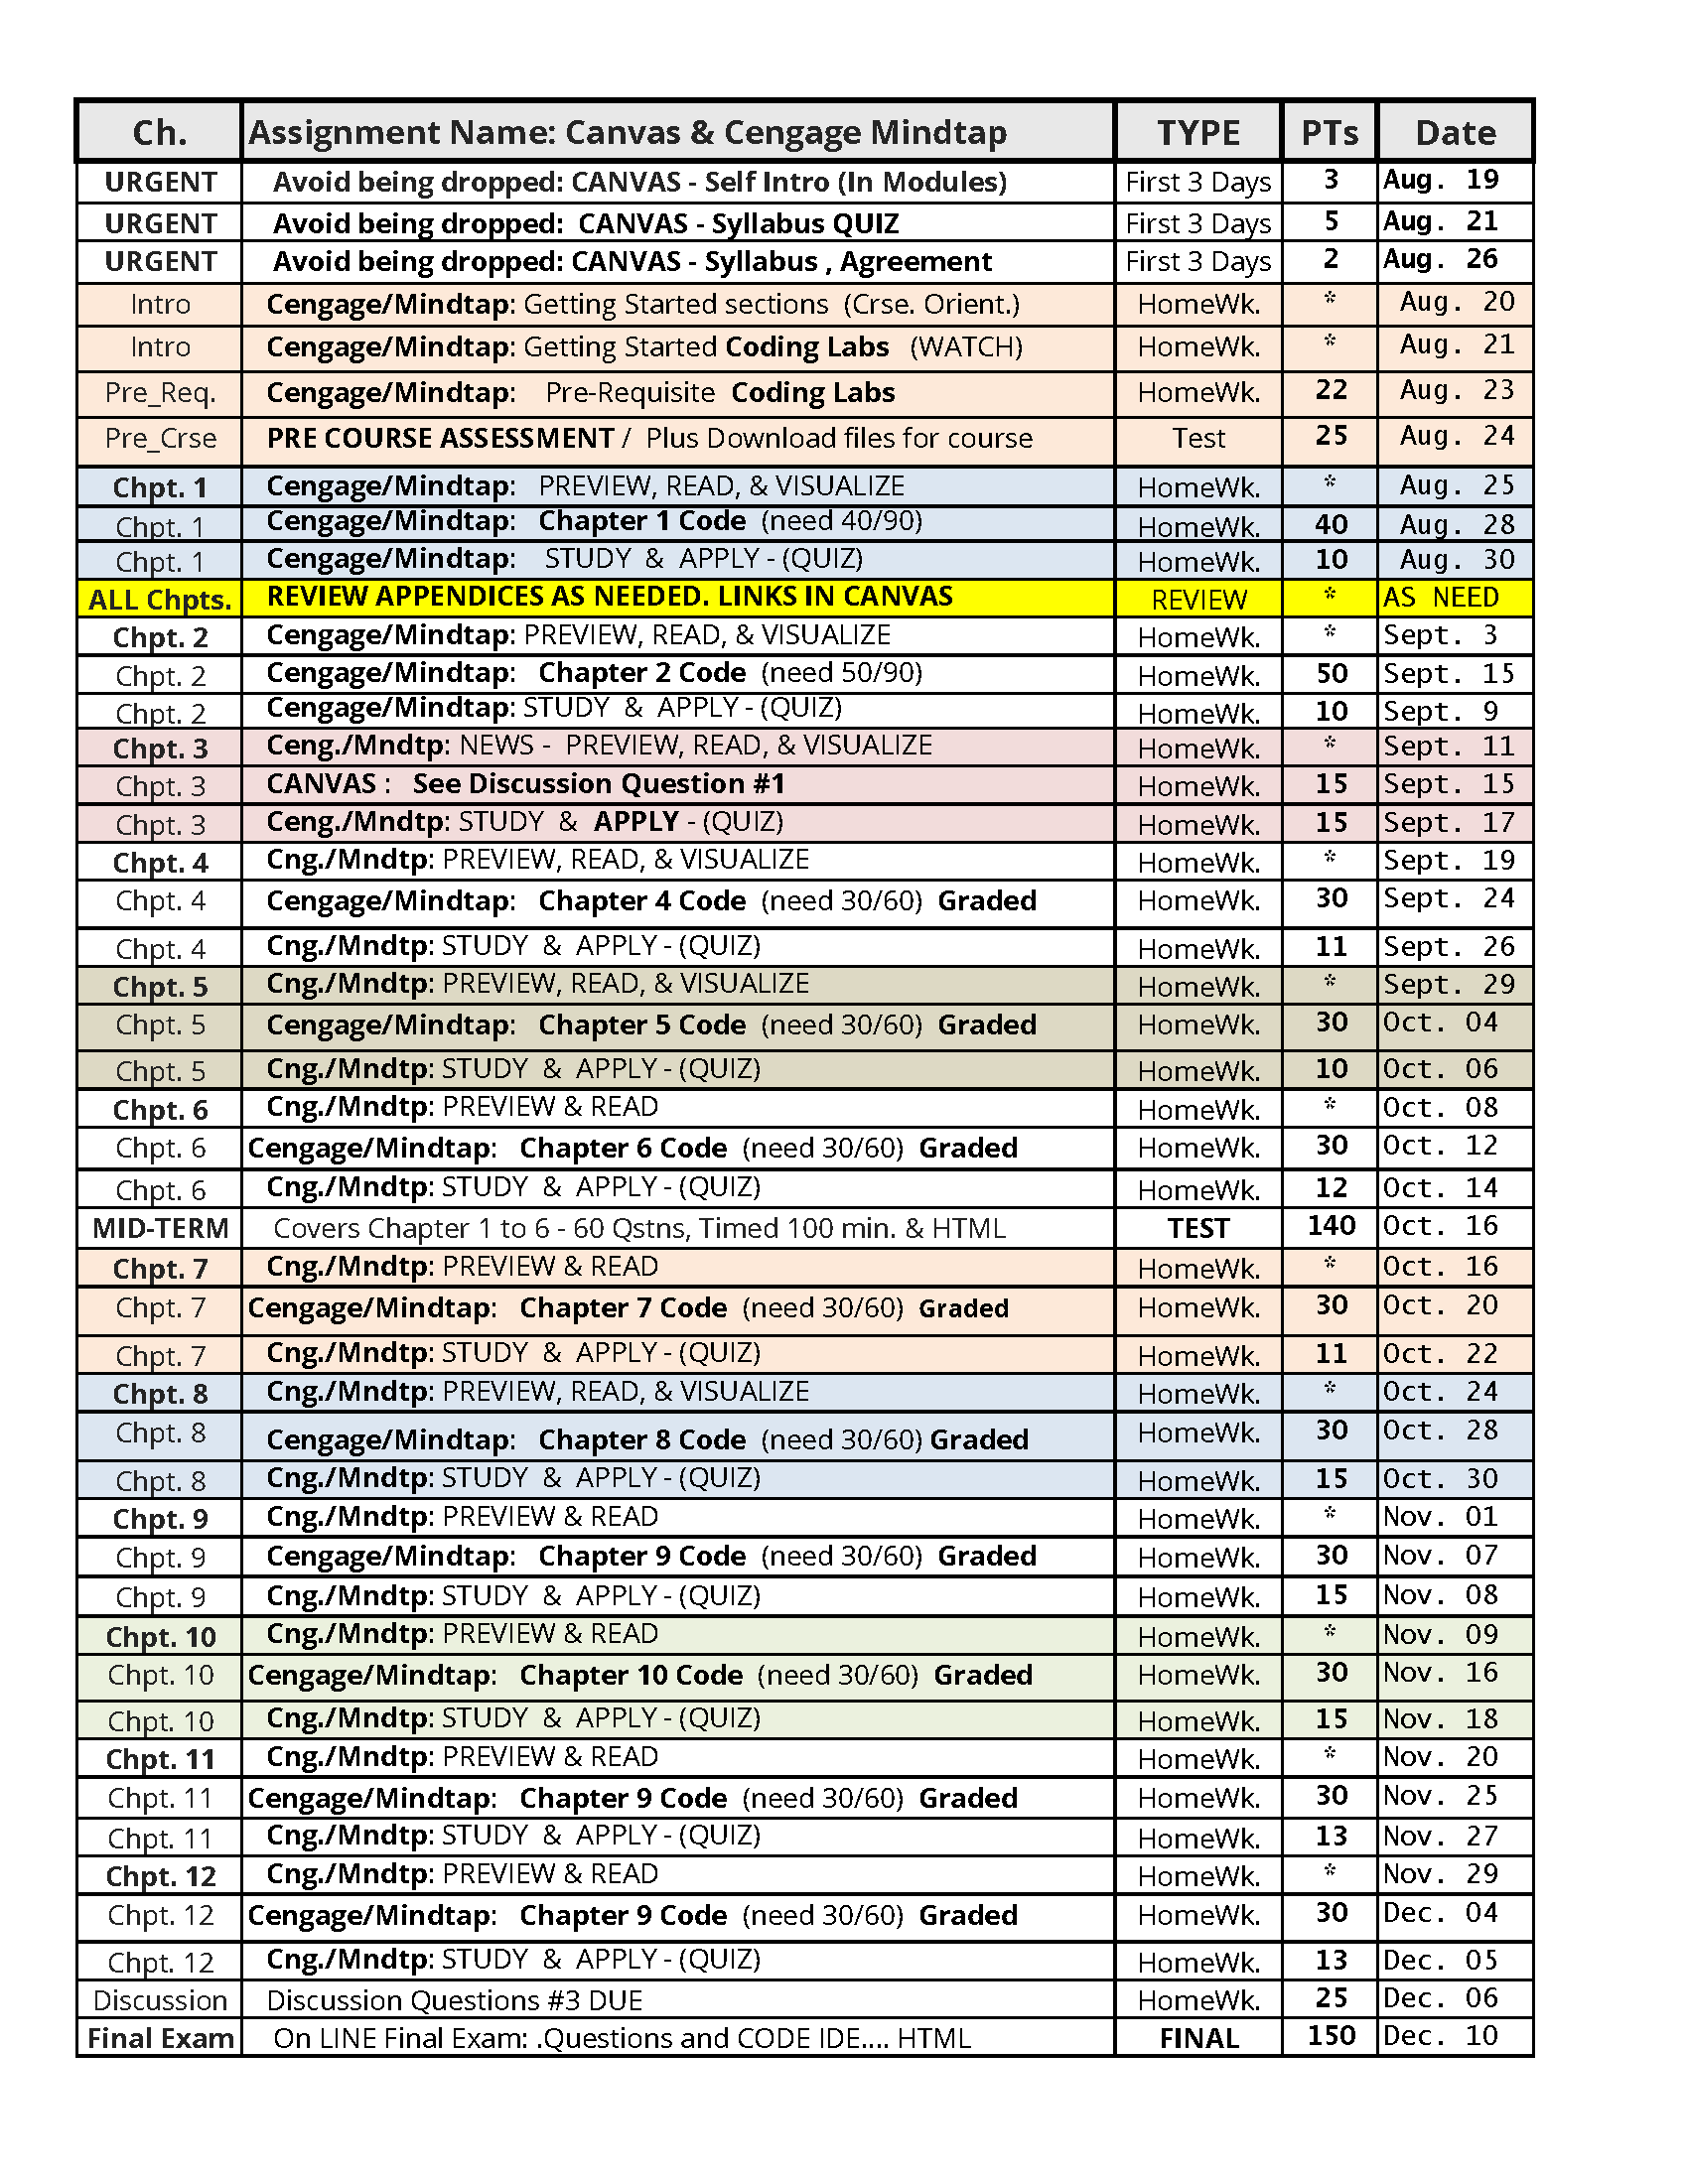 Ch. Assignment Name: Canvas & Cengage Mindtap TYPE PTs Date
URGENT Avoid being dropped: CANVAS - Self Intro (In Modules) First 3 Days 3 Aug. 19
URGENT Avoid being dropped: CANVAS - Syllabus QUIZ First 3 Days 5 Aug. 21
URGENT Avoid being dropped: CANVAS - Syllabus , Agreement First 3 Days 2 Aug. 26
Intro Cengage/Mindtap: Getting Started sections (Crse. Orient.) HomeWk. * Aug. 20
Intro Cengage/Mindtap: Getting Started Coding Labs (WATCH) HomeWk. * Aug. 21
Pre_Req. Cengage/Mindtap: Pre-Requisite Coding Labs HomeWk. 22 Aug. 23
Pre_Crse PRE COURSE ASSESSMENT / Plus Download files for course Test 25 Aug. 24
Chpt. 1 Cengage/Mindtap: PREVIEW, READ, & VISUALIZE HomeWk. * Aug. 25
Chpt. 1 Cengage/Mindtap: Chapter 1 Code (need 40/90) HomeWk. 40 Aug. 28
Chpt. 1 Cengage/Mindtap: STUDY & APPLY - (QUIZ) HomeWk. 10 Aug. 30
ALL Chpts. REVIEW APPENDICES AS NEEDED. LINKS IN CANVAS REVIEW * AS NEED
Chpt. 2 Cengage/Mindtap: PREVIEW, READ, & VISUALIZE HomeWk. * Sept. 3
Chpt. 2 Cengage/Mindtap: Chapter 2 Code (need 50/90) HomeWk. 50 Sept. 15
Chpt. 2 Cengage/Mindtap: STUDY & APPLY - (QUIZ) HomeWk. 10 Sept. 9
Chpt. 3 Ceng./Mndtp: NEWS - PREVIEW, READ, & VISUALIZE HomeWk. * Sept. 11
Chpt. 3 CANVAS : See Discussion Question #1 HomeWk. 15 Sept. 15
Chpt. 3 Ceng./Mndtp: STUDY & APPLY - (QUIZ) HomeWk. 15 Sept. 17
Chpt. 4 Cng./Mndtp: PREVIEW, READ, & VISUALIZE HomeWk. * Sept. 19
Chpt. 4 Cengage/Mindtap: Chapter 4 Code (need 30/60) Graded HomeWk. 30 Sept. 24
Chpt. 4 Cng./Mndtp: STUDY & APPLY - (QUIZ) HomeWk. 11 Sept. 26
Chpt. 5 Cng./Mndtp: PREVIEW, READ, & VISUALIZE HomeWk. * Sept. 29
Chpt. 5 Cengage/Mindtap: Chapter 5 Code (need 30/60) Graded HomeWk. 30 Oct. 04
Chpt. 5 Cng./Mndtp: STUDY & APPLY - (QUIZ) HomeWk. 10 Oct. 06
Chpt. 6 Cng./Mndtp: PREVIEW & READ HomeWk. * Oct. 08
Chpt. 6 Cengage/Mindtap: Chapter 6 Code (need 30/60) Graded HomeWk. 30 Oct. 12
Chpt. 6 Cng./Mndtp: STUDY & APPLY - (QUIZ) HomeWk. 12 Oct. 14
MID-TERM Covers Chapter 1 to 6 - 60 Qstns, Timed 100 min. & HTML TEST 140 Oct. 16
Chpt. 7 Cng./Mndtp: PREVIEW & READ HomeWk. * Oct. 16
Chpt. 7 Cengage/Mindtap: Chapter 7 Code (need 30/60) Graded HomeWk. 30 Oct. 20
Chpt. 7 Cng./Mndtp: STUDY & APPLY - (QUIZ) HomeWk. 11 Oct. 22
Chpt. 8 Cng./Mndtp: PREVIEW, READ, & VISUALIZE HomeWk. * Oct. 24
Chpt. 8 Cengage/Mindtap: Chapter 8 Code (need 30/60) Graded HomeWk. 30 Oct. 28
Chpt. 8 Cng./Mndtp: STUDY & APPLY - (QUIZ) HomeWk. 15 Oct. 30
Chpt. 9 Cng./Mndtp: PREVIEW & READ HomeWk. * Nov. 01
Chpt. 9 Cengage/Mindtap: Chapter 9 Code (need 30/60) Graded HomeWk. 30 Nov. 07
Chpt. 9 Cng./Mndtp: STUDY & APPLY - (QUIZ) HomeWk. 15 Nov. 08
Chpt. 10 Cng./Mndtp: PREVIEW & READ HomeWk. * Nov. 09
Chpt. 10 Cengage/Mindtap: Chapter 10 Code (need 30/60) Graded HomeWk. 30 Nov. 16
Chpt. 10 Cng./Mndtp: STUDY & APPLY - (QUIZ) HomeWk. 15 Nov. 18
Chpt. 11 Cng./Mndtp: PREVIEW & READ HomeWk. * Nov. 20
Chpt. 11 Cengage/Mindtap: Chapter 9 Code (need 30/60) Graded HomeWk. 30 Nov. 25
Chpt. 11 Cng./Mndtp: STUDY & APPLY - (QUIZ) HomeWk. 13 Nov. 27
Chpt. 12 Cng./Mndtp: PREVIEW & READ HomeWk. * Nov. 29
Chpt. 12 Cengage/Mindtap: Chapter 9 Code (need 30/60) Graded HomeWk. 30 Dec. 04
Chpt. 12 Cng./Mndtp: STUDY & APPLY - (QUIZ) HomeWk. 13 Dec. 05
Discussion Discussion Questions #3 DUE HomeWk. 25 Dec. 06
Final Exam On LINE Final Exam: .Questions and CODE IDE.... HTML FINAL 150 Dec. 10